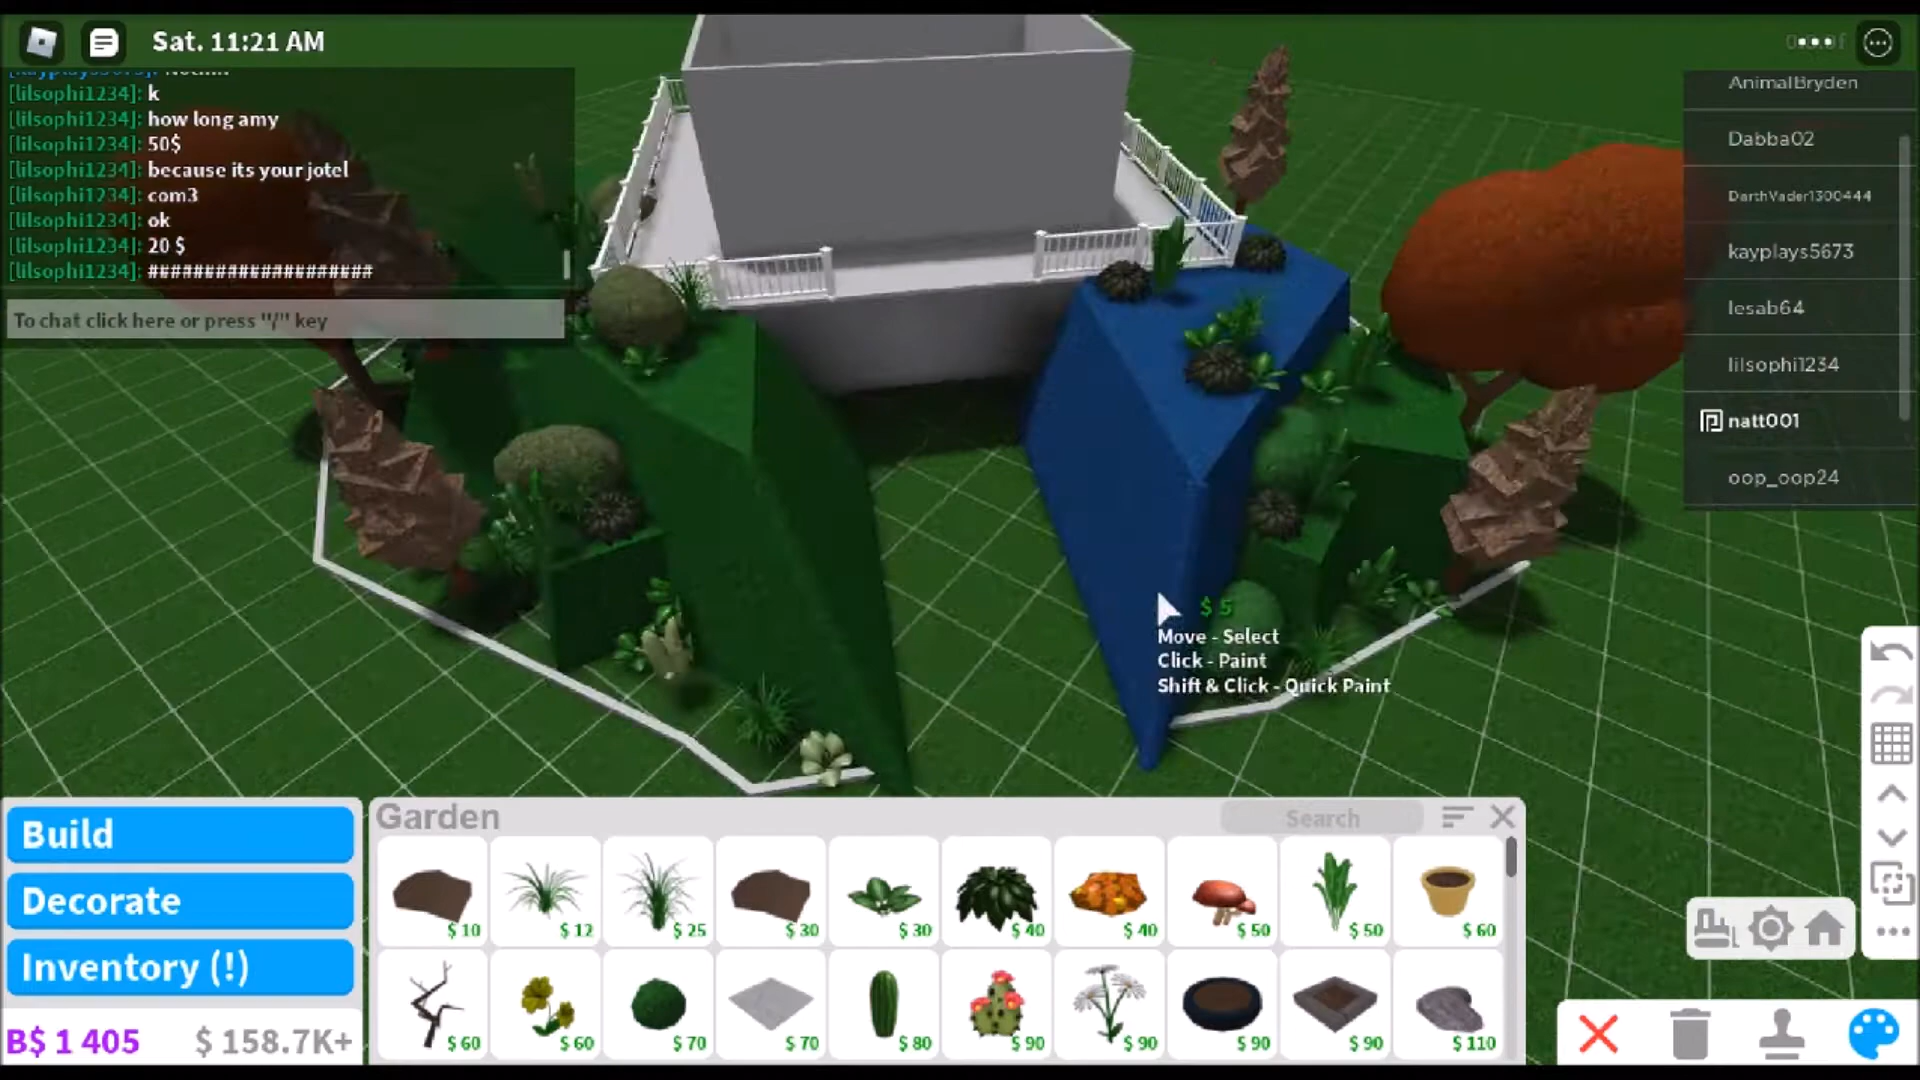 Sat. 11:21 AM
[lilsophi1234]: k
[lilsophi1234]: how long amy
[lilsophi1234]: 50$
[lilsophi1234]: because its your jotel
[lilsophi1234]: com3
[lilsophi1234]: ok
[lilsophi1234]: 20 $
[lilsophi1234]: ####################
To chat click here or press "/" key
AnimalBryden
Dabba02
DarthVader1300444
kayplays5673
lesab64
lilsophi1234
natt001
oop_oop24
$ 5
Move - Select
Click - Paint
Shift & Click - Quick Paint
Build
Decorate
Inventory (!)
B$ 1 405 $ 158.7K+
Garden
Search
$ 10 $ 12 $ 25 $ 30 $ 30 $ 40 $ 40 $ 50 $ 50 $ 60
$ 60 $ 60 $ 70 $ 70 $ 80 $ 90 $ 90 $ 90 $ 90 $ 110